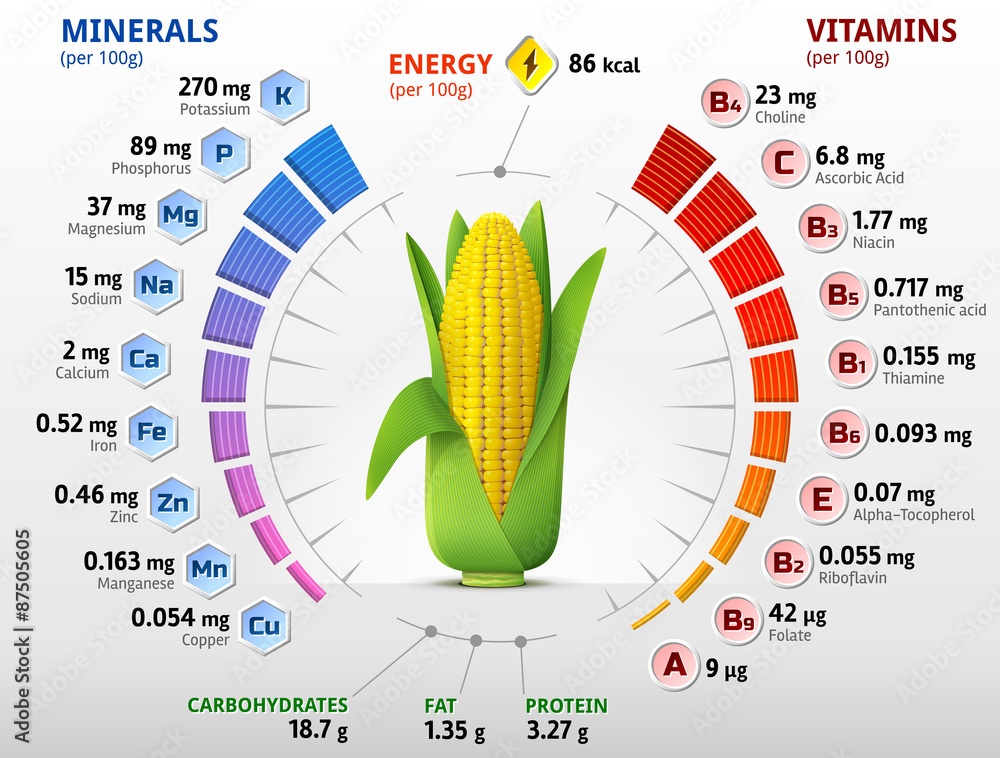 MINERALS
(per 100g)
270 mg
Potassium
K
89 mg
Phosphorus
P
37 mg
Magnesium
Mg
15 mg
Sodium
Na
2 mg
Calcium
Ca
0.52 mg
Iron
Fe
0.46 mg
Zinc
Zn
0.163 mg
Manganese
Mn
0.054 mg
Copper
Cu
ENERGY
(per 100g)
86 kcal
VITAMINS
(per 100g)
B4
23 mg
Choline
C
6.8 mg
Ascorbic Acid
B3
1.77 mg
Niacin
B5
0.717 mg
Pantothenic acid
B1
0.155 mg
Thiamine
B6
0.093 mg
E
0.07 mg
Alpha-Tocopherol
B2
0.055 mg
Riboflavin
B9
42 µg
Folate
A
9 µg
CARBOHYDRATES
18.7 g
FAT
1.35 g
PROTEIN
3.27 g
Adobe Stock | #87505605